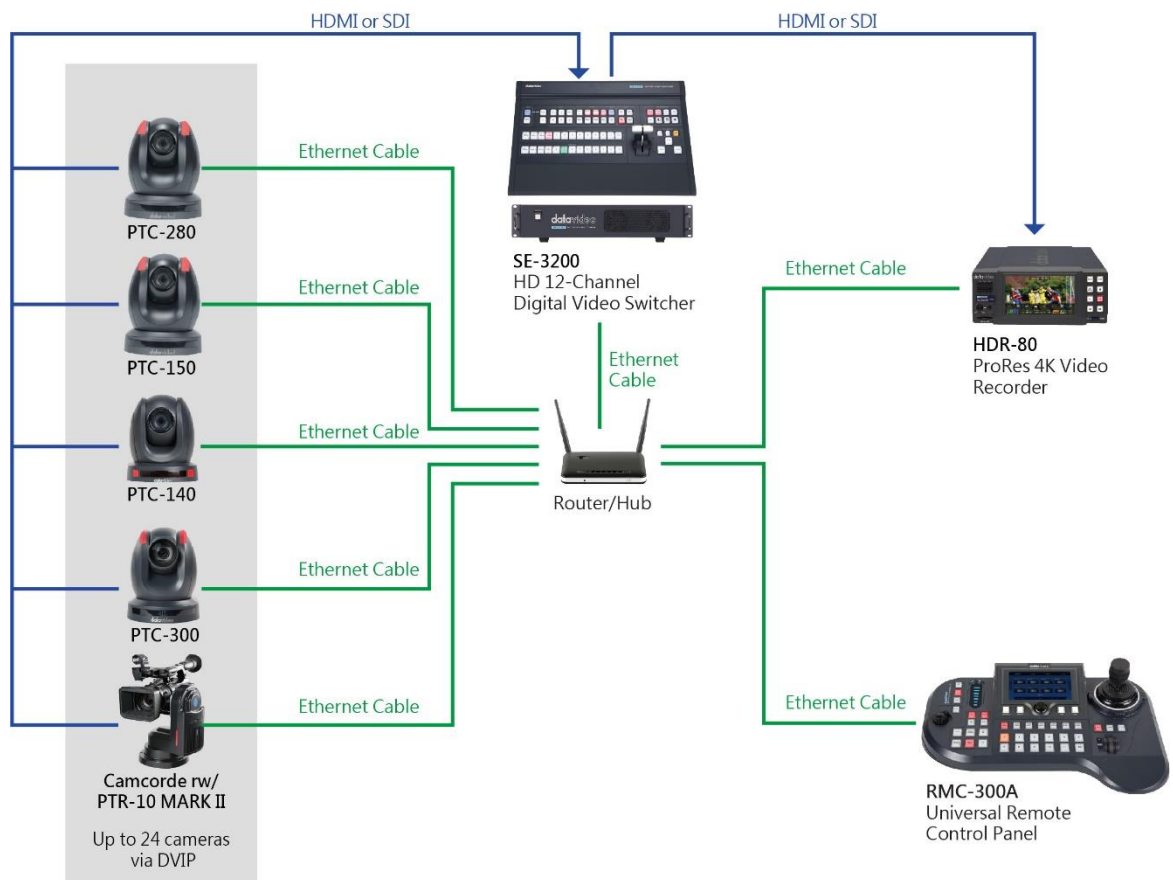 HDMI or SDI
HDMI or SDI
Ethernet Cable
PTC-280
datavideo
SE-3200
HD 12-Channel
Digital Video Switcher
Ethernet Cable
HDR-80
ProRes 4K Video
Recorder
Ethernet Cable
PTC-150
Ethernet
Cable
Ethernet Cable
PTC-140
Router/Hub
Ethernet Cable
PTC-300
Ethernet Cable
Camcorde rw/
PTR-10 MARK II
Up to 24 cameras
via DVIP
Ethernet Cable
RMC-300A
Universal Remote
Control Panel